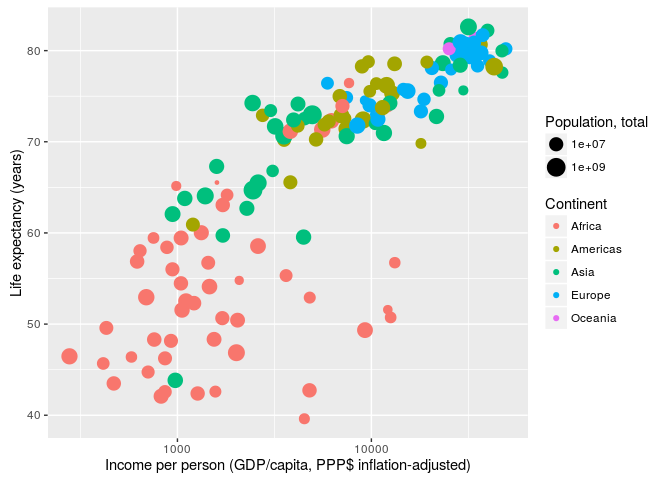 80
70
60
50
40
Life expectancy (years)
1000
10000
Income per person (GDP/capita, PPP$ inflation-adjusted)
Population, total
1e+07
1e+09
Continent
Africa
Americas
Asia
Europe
Oceania